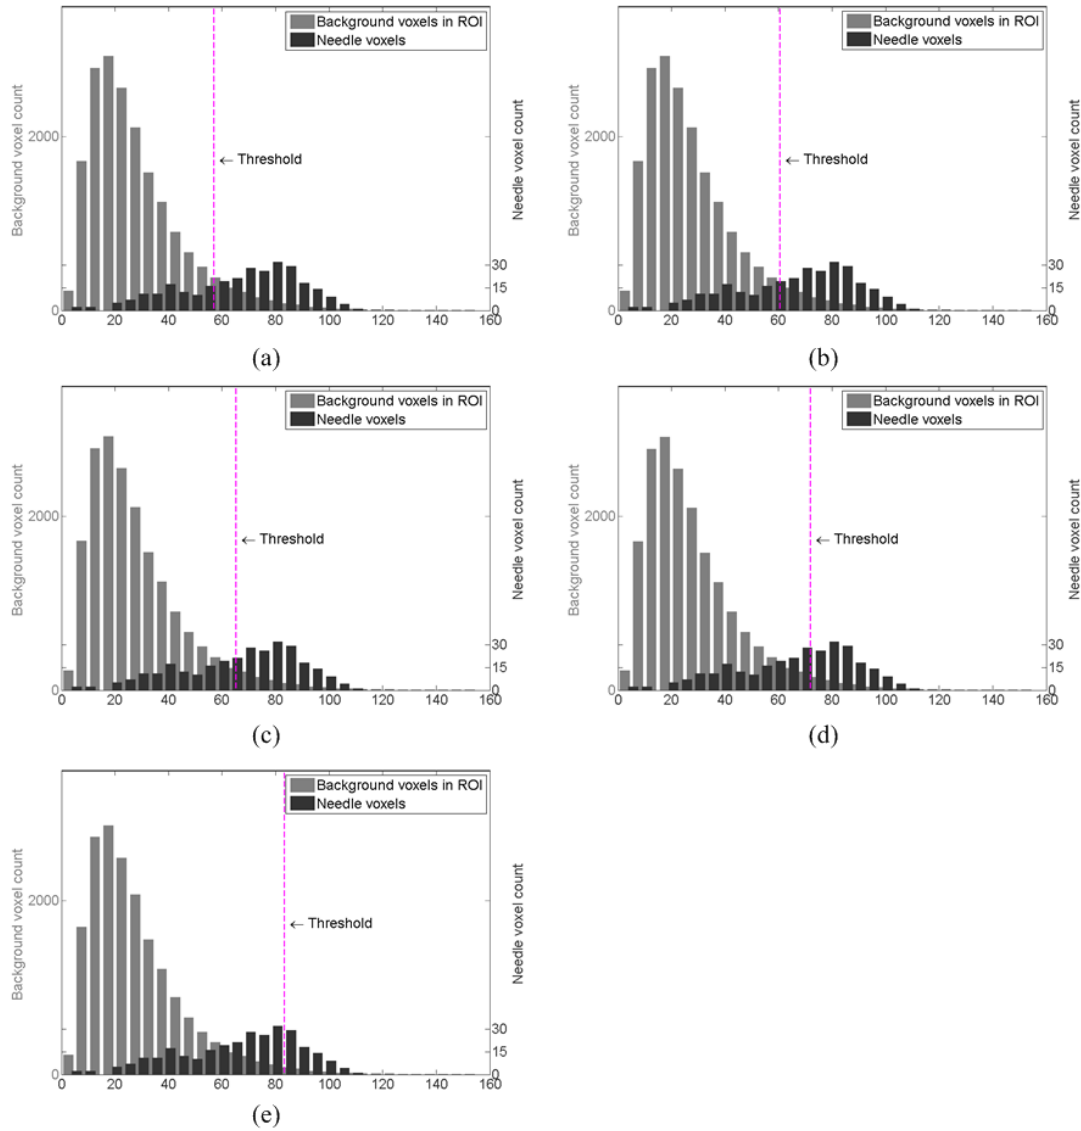 Background voxels in ROI
Needle voxels
Background voxel count
Needle voxel count
2000
0
← Threshold
30
15
0
0 20 40 60 80 100 120 140 160
(a)
Background voxels in ROI
Needle voxels
Background voxel count
Needle voxel count
2000
0
← Threshold
30
15
0
0 20 40 60 80 100 120 140 160
(b)
Background voxels in ROI
Needle voxels
Background voxel count
Needle voxel count
2000
0
← Threshold
30
15
0
0 20 40 60 80 100 120 140 160
(c)
Background voxels in ROI
Needle voxels
Background voxel count
Needle voxel count
2000
0
← Threshold
30
15
0
0 20 40 60 80 100 120 140 160
(d)
Background voxels in ROI
Needle voxels
Background voxel count
Needle voxel count
2000
0
← Threshold
30
15
0
0 20 40 60 80 100 120 140 160
(e)